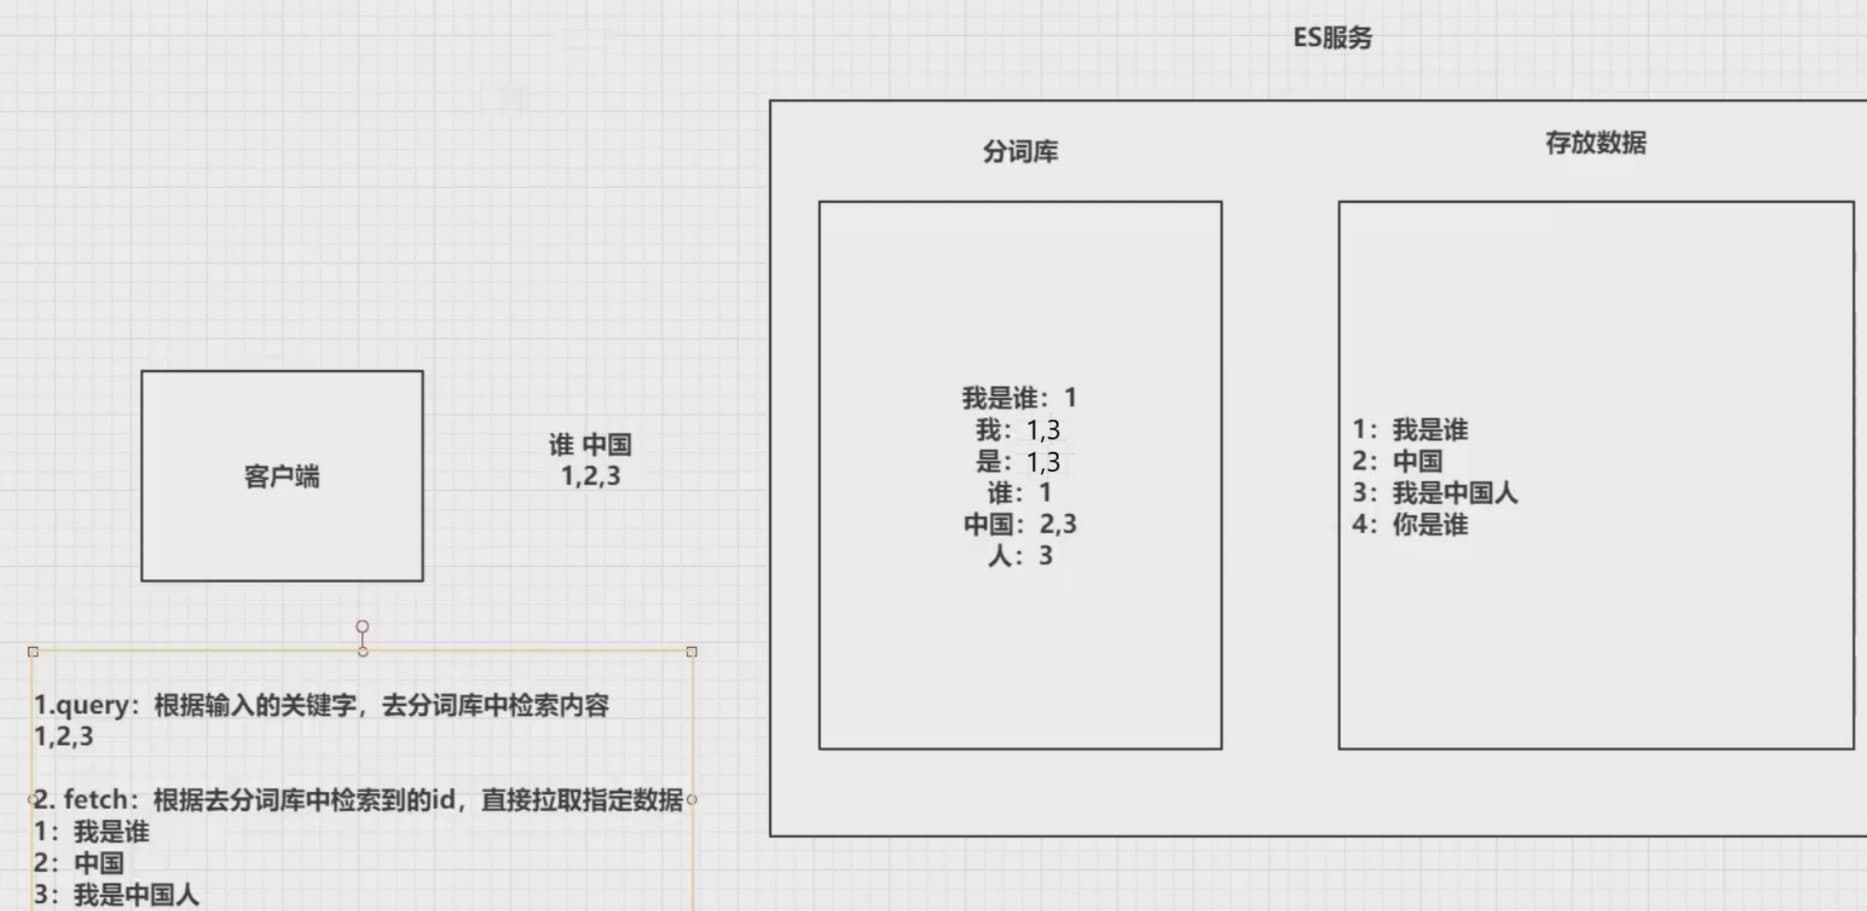 ES服务
分词库
存放数据
我是谁：1
我：1,3
是：1,3
谁：1
中国：2,3
人：3
1：我是谁
2：中国
3：我是中国人
4：你是谁
客户端
谁 中国
1,2,3
1.query：根据输入的关键字，去分词库中检索内容
1,2,3
2. fetch：根据去分词库中检索到的id，直接拉取指定数据
1：我是谁
2：中国
3：我是中国人